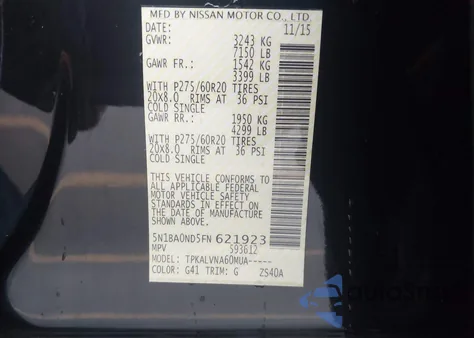 MFD BY NISSAN MOTOR CO., LTD.
11/15
GVWR: 3243 KG
7150 LB
GAWR FR.: 1542 KG
3399 LB
WITH P275/60R20 TIRES
20X8.0 RIMS AT 36 PSI
COLD SINGLE
GAWR RR.: 1950 KG
4299 LB
WITH P275/60R20 TIRES
20X8.0 RIMS AT 36 PSI
COLD SINGLE
THIS VEHICLE CONFORMS TO
ALL APPLICABLE FEDERAL
MOTOR VEHICLE SAFETY
STANDARDS IN EFFECT ON
THE DATE OF MANUFACTURE
SHOWN ABOVE.
5N1BA0ND5FN 621923
MPV S93612
MODEL: TPKALVNA60MUA-----
COLOR: G41 TRIM: G ZS40A